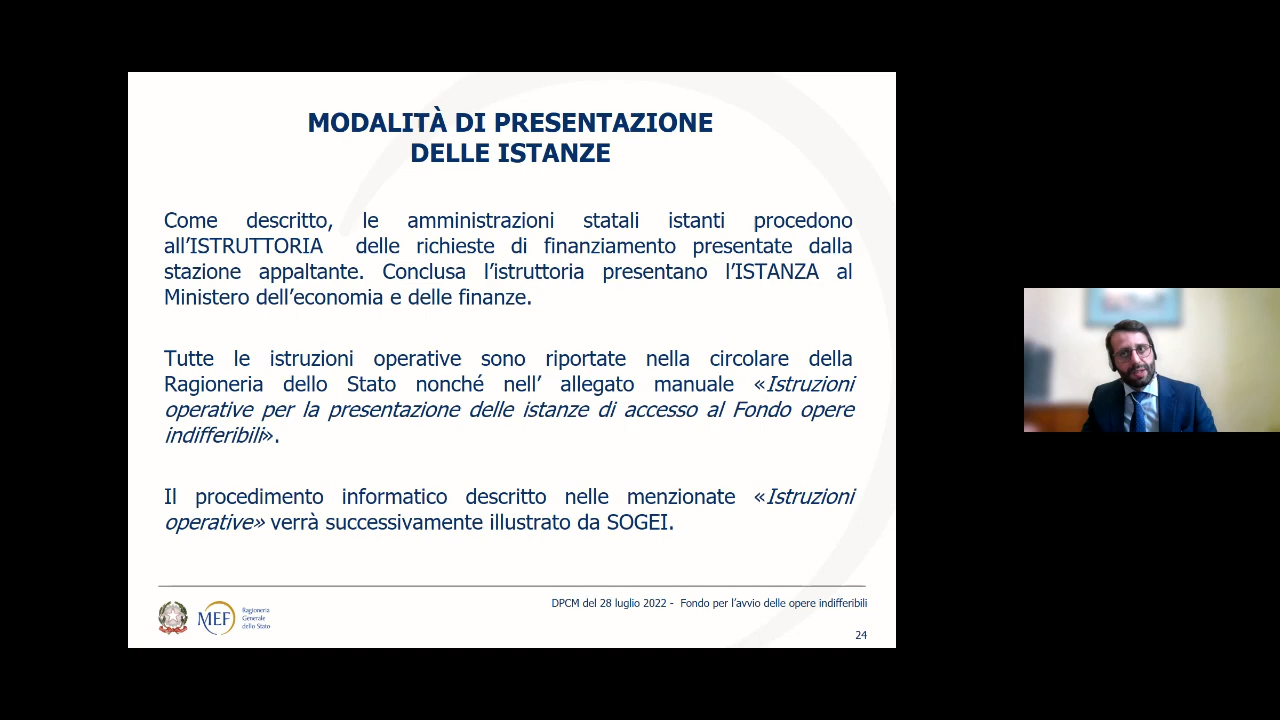 MODALITÀ DI PRESENTAZIONE
DELLE ISTANZE
Come descritto, le amministrazioni statali istanti procedono
all’ISTRUTTORIA delle richieste di finanziamento presentate dalla
stazione appaltante. Conclusa l’istruttoria presentano l’ISTANZA al
Ministero dell’economia e delle finanze.
Tutte le istruzioni operative sono riportate nella circolare della
Ragioneria dello Stato nonché nell’ allegato manuale «Istruzioni
operative per la presentazione delle istanze di accesso al Fondo opere
indifferibili».
Il procedimento informatico descritto nelle menzionate «Istruzioni
operative» verrà successivamente illustrato da SOGEI.
DPCM del 28 luglio 2022 - Fondo per l’avvio delle opere indifferibili
MEF
Ragioneria
Generale
dello Stato
24